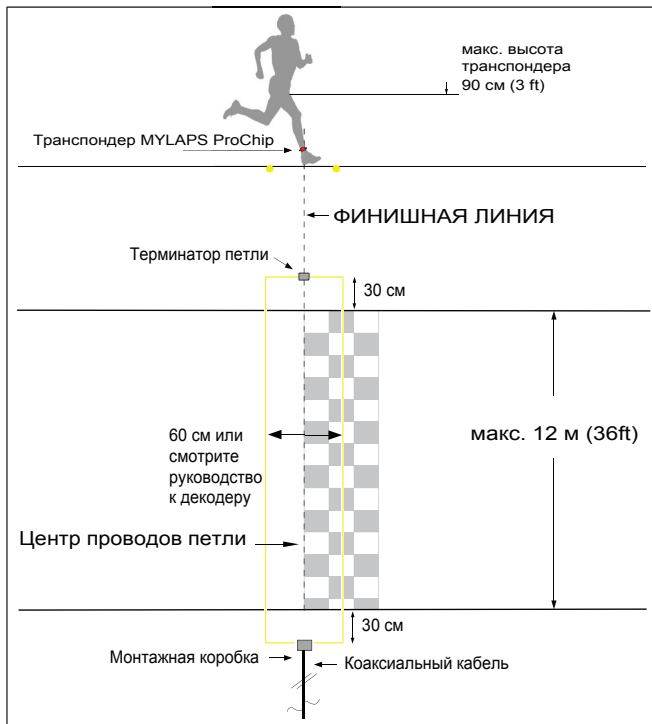 макс. высота
транспондера
90 см (3 ft)
Транспондер MYLAPS ProChip
ФИНИШНАЯ ЛИНИЯ
Терминатор петли
30 см
60 см или
смотрите
руководство
к декодеру
макс. 12 м (36ft)
Центр проводов петли
30 см
Монтажная коробка
Коаксиальный кабель